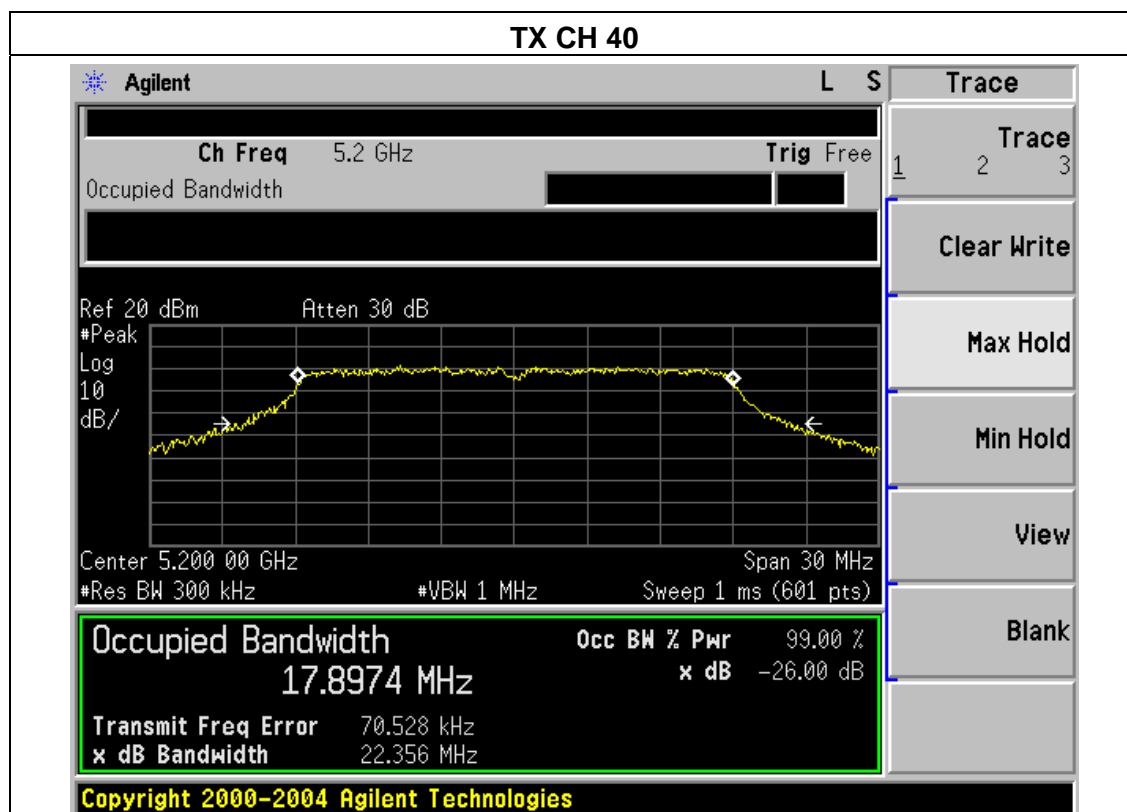 TX CH 40
Agilent L S Trace
Ch Freq 5.2 GHz Trig Free
Occupied Bandwidth
Trace
1 2 3
Clear Write
Ref 20 dBm Atten 30 dB
#Peak
Log
10
dB/
Max Hold
Min Hold
View
Center 5.200 00 GHz Span 30 MHz
#Res BW 300 kHz #VBW 1 MHz Sweep 1 ms (601 pts)
Blank
Occupied Bandwidth
17.8974 MHz
Occ BW % Pwr 99.00 %
x dB -26.00 dB
Transmit Freq Error 70.528 kHz
x dB Bandwidth 22.356 MHz
Copyright 2000-2004 Agilent Technologies